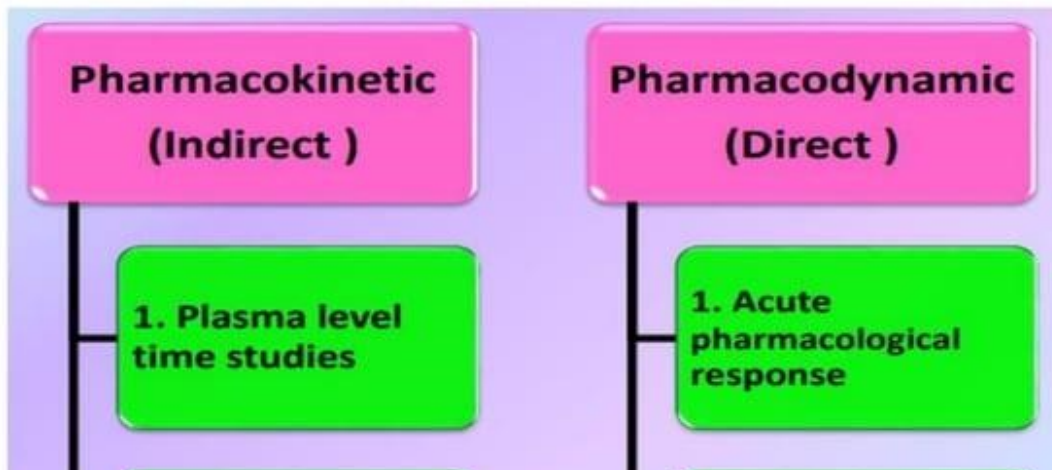 Pharmacokinetic
(Indirect )
1. Plasma level
time studies
Pharmacodynamic
(Direct )
1. Acute
pharmacological
response